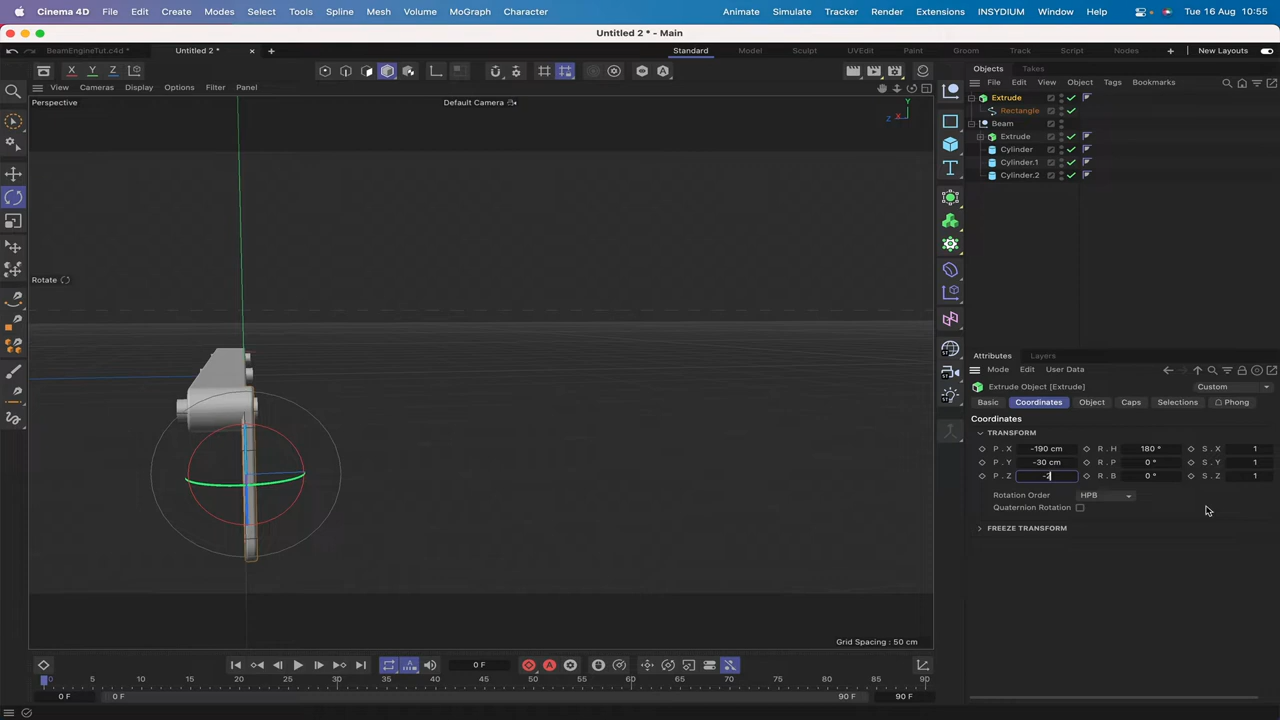 Cinema 4D File Edit Create Modes Select Tools Spline Mesh Volume MoGraph Character Animate Simulate Tracker Render Extensions INSYDIUM Window Help Tue 16 Aug 10:55
Untitled 2 * - Main
BeamEngineTut.c4d * Untitled 2 * Standard Model Sculpt UVEdit Paint Groom Track Script Nodes New Layouts
X Y Z
Objects Takes
View Cameras Display Options Filter Panel
File Edit View Object Tags Bookmarks
Perspective Default Camera
Y
Z X
Extrude
Rectangle
Beam
Extrude
Cylinder
Cylinder.1
Cylinder.2
Rotate
Attributes Layers
Mode Edit User Data
Extrude Object [Extrude] Custom
Basic Coordinates Object Caps Selections Phong
Coordinates
TRANSFORM
P . X -190 cm R . H 180 ° S . X 1
P . Y -30 cm R . P 0 ° S . Y 1
P . Z -2 R . B 0 ° S . Z 1
Rotation Order HPB
Quaternion Rotation
FREEZE TRANSFORM
Grid Spacing : 50 cm
0 F
0 5 10 15 20 25 30 35 40 45 50 55 60 65 70 75 80 85 90
0 F 0 F 90 F 90 F